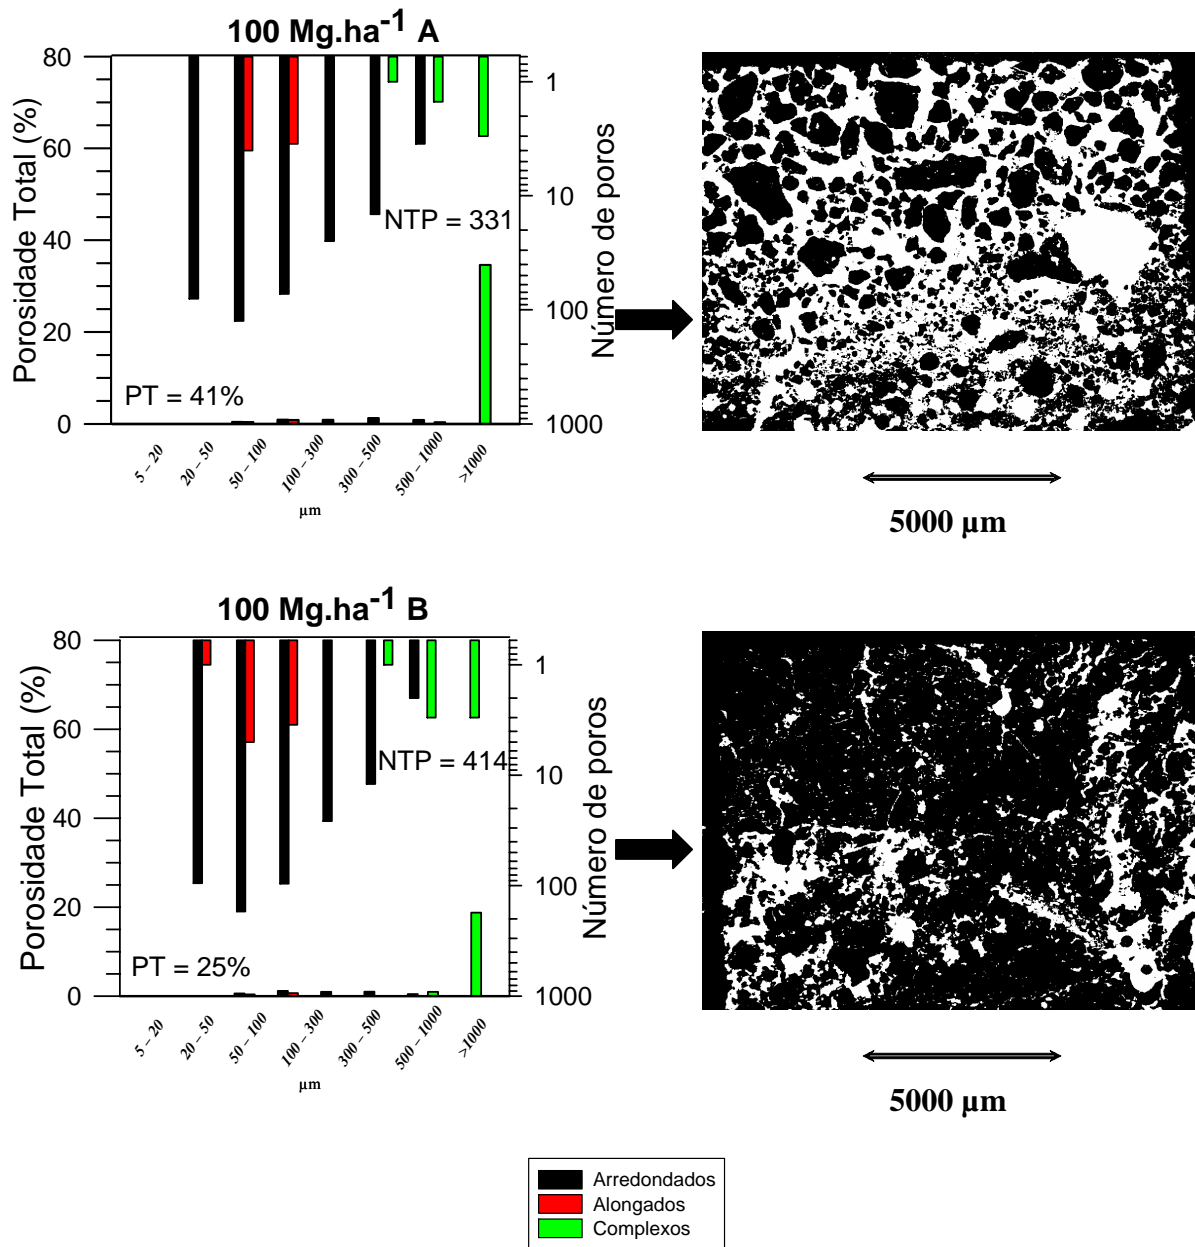 100 Mg.ha-1 A
Porosidade Total (%)
80
60
40
20
0
1
10
100
1000
Número de poros
NTP = 331
PT = 41%
5 – 20
20 – 50
50 – 100
100 – 300
300 – 500
500 – 1000
>1000
µm
5000 µm
100 Mg.ha-1 B
Porosidade Total (%)
80
60
40
20
0
1
10
100
1000
Número de poros
NTP = 414
PT = 25%
5 – 20
20 – 50
50 – 100
100 – 300
300 – 500
500 – 1000
>1000
µm
5000 µm
Arredondados
Alongados
Complexos